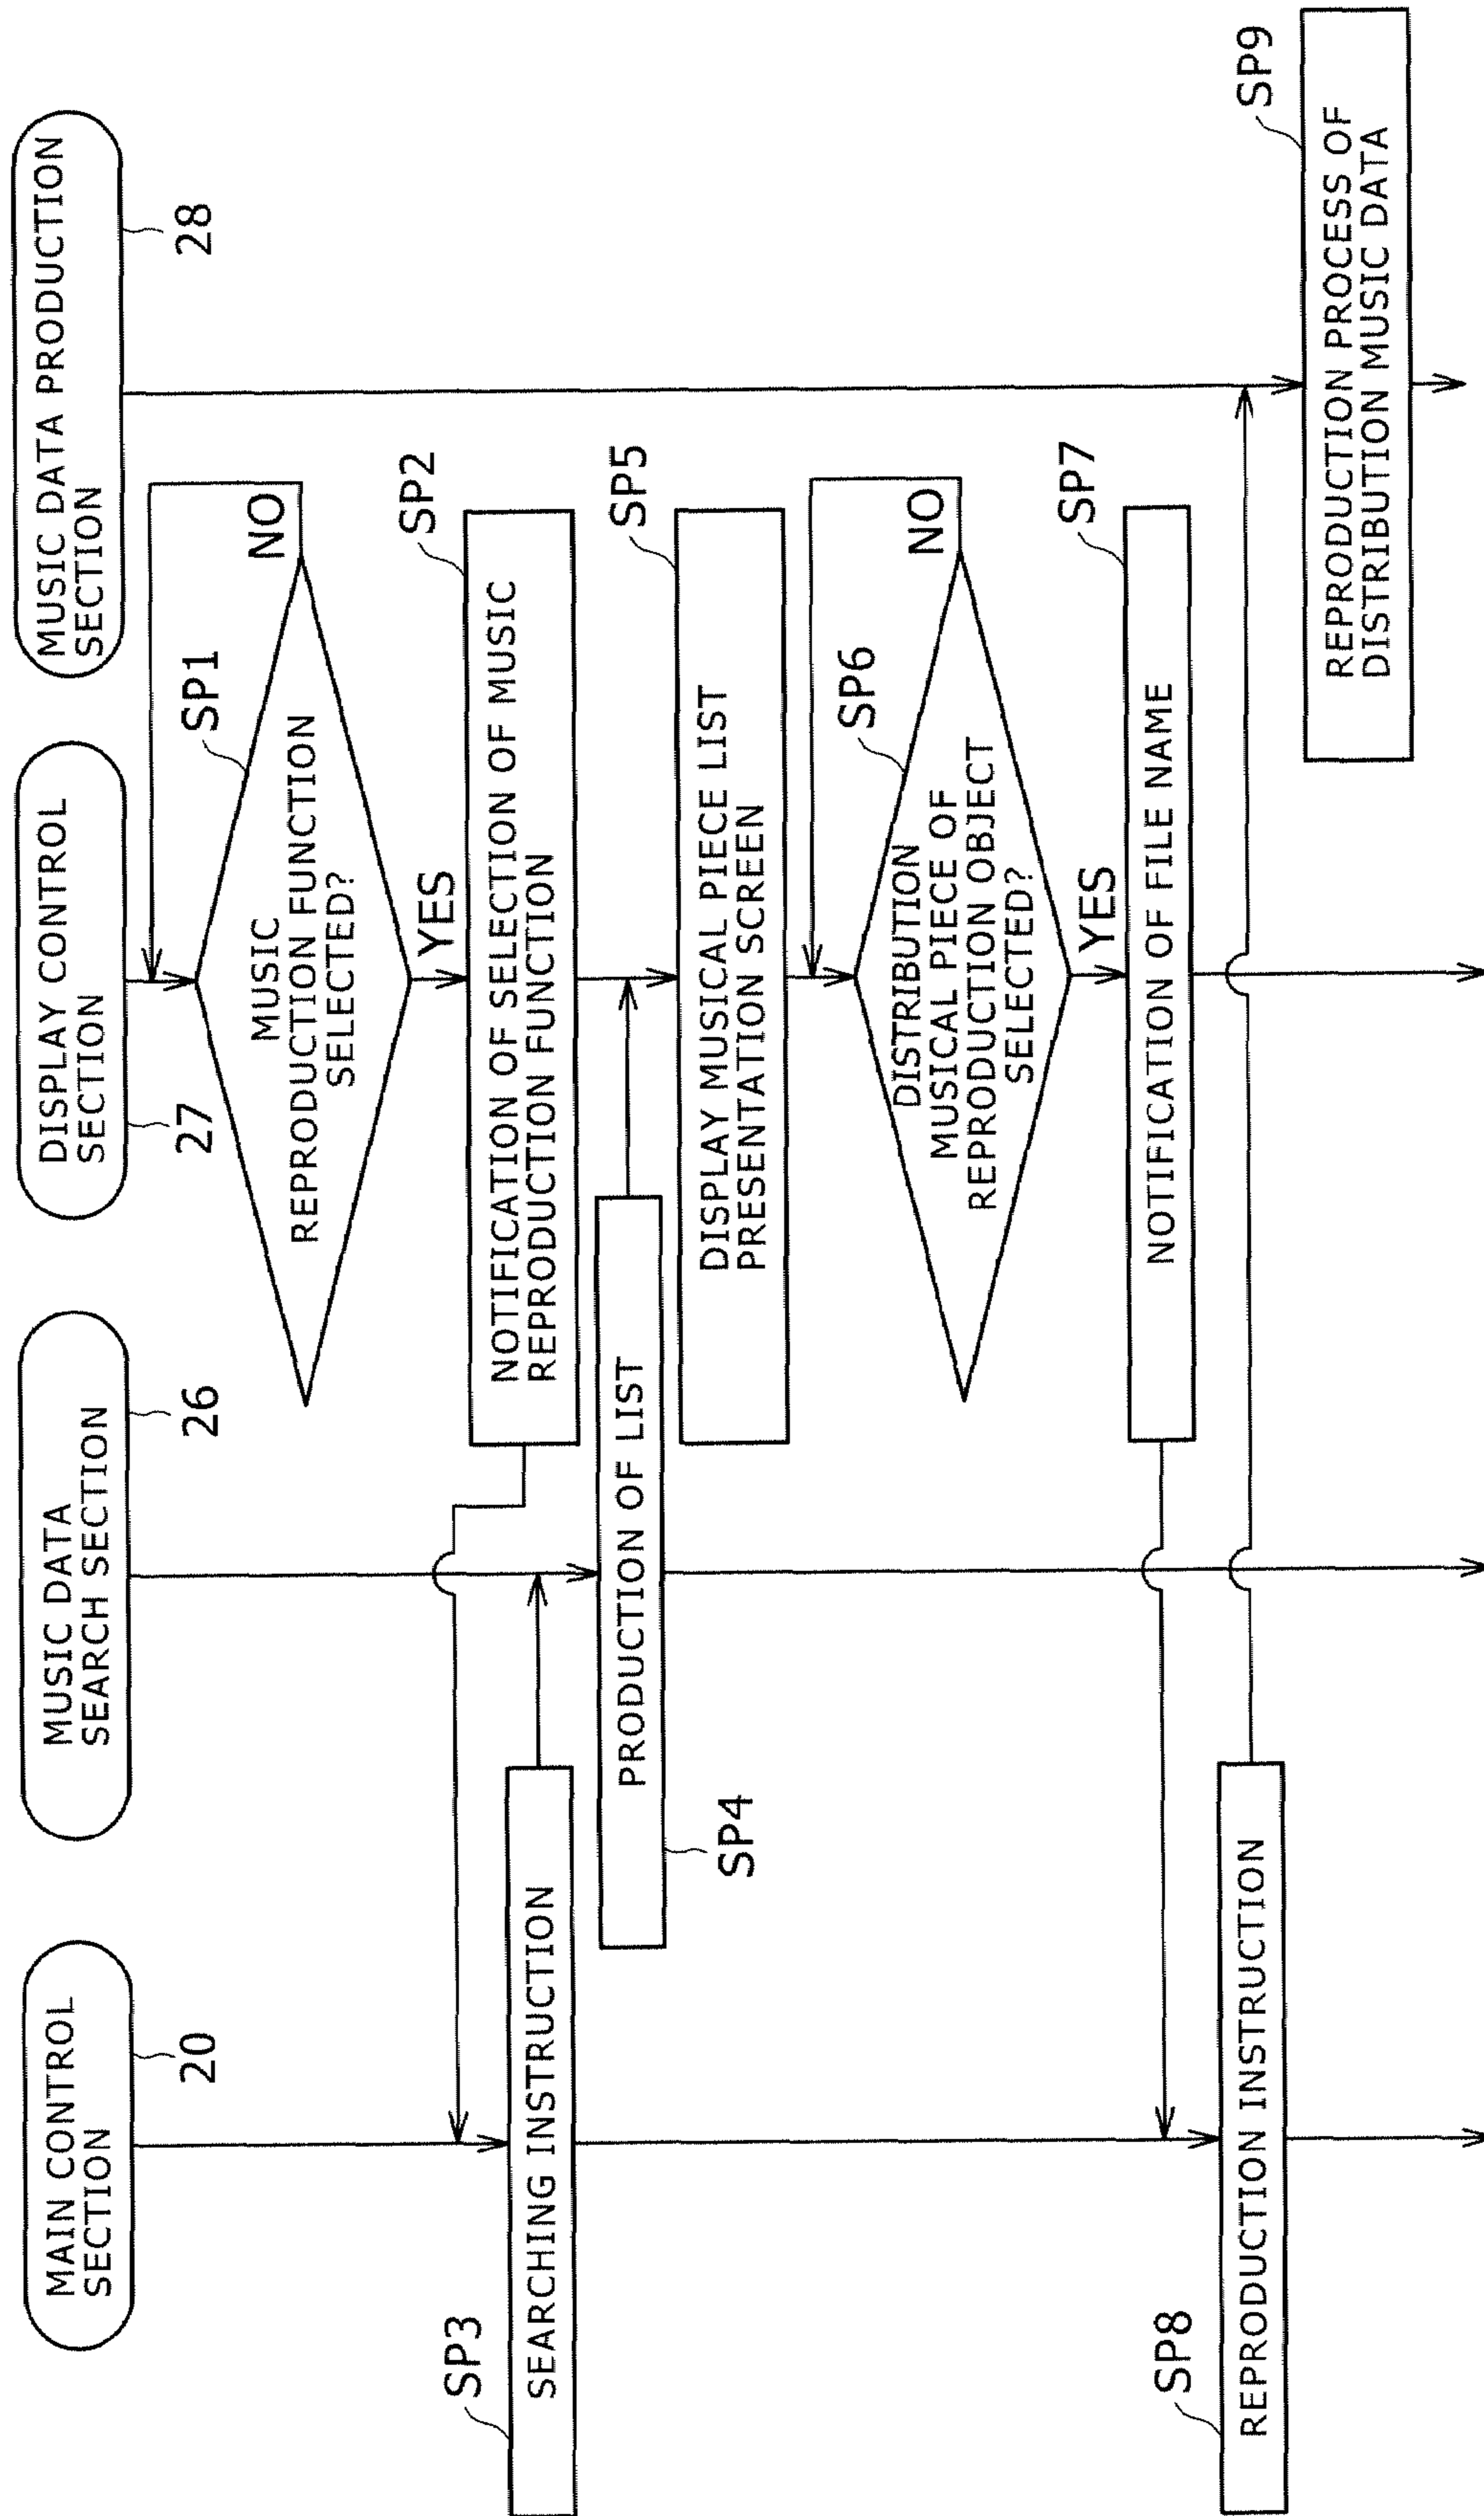 MAIN CONTROL
SECTION
20
MUSIC DATA
SEARCH SECTION
26
DISPLAY CONTROL
SECTION
27
MUSIC DATA PRODUCTION
SECTION
28
SP1
MUSIC
REPRODUCTION FUNCTION
SELECTED?
NO
YES
SP2
NOTIFICATION OF SELECTION OF MUSIC
REPRODUCTION FUNCTION
SP3
SEARCHING INSTRUCTION
PRODUCTION OF LIST
SP4
SP5
DISPLAY MUSICAL PIECE LIST
PRESENTATION SCREEN
SP6
DISTRIBUTION
MUSICAL PIECE OF
REPRODUCTION OBJECT
SELECTED?
NO
YES
SP7
NOTIFICATION OF FILE NAME
SP8
REPRODUCTION INSTRUCTION
SP9
REPRODUCTION PROCESS OF
DISTRIBUTION MUSIC DATA